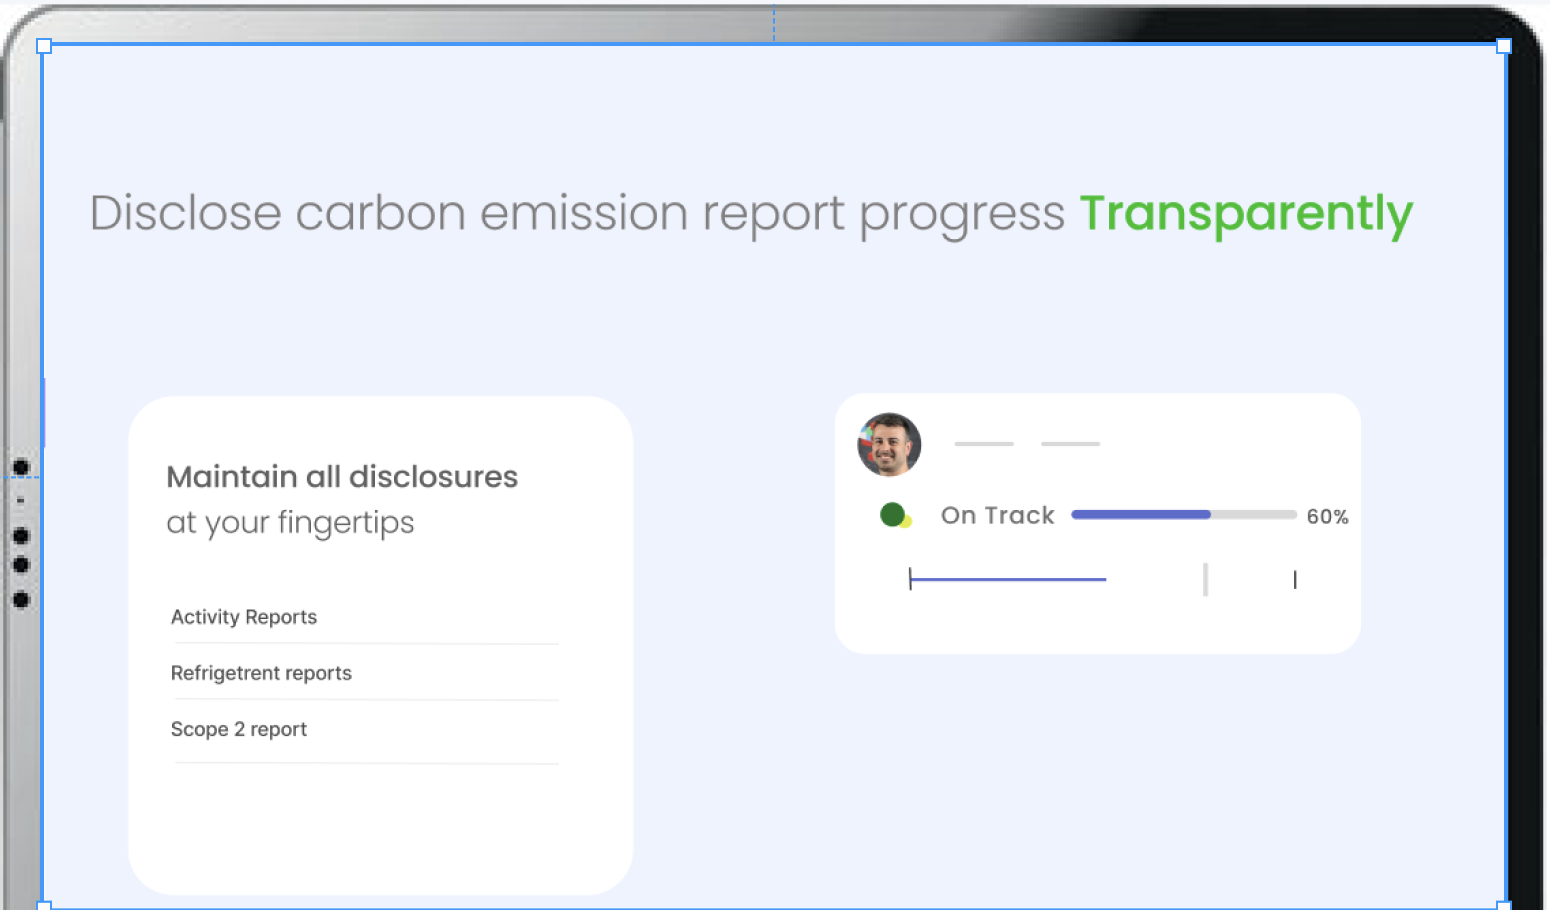 Disclose carbon emission report progress Transparently
Maintain all disclosures
at your fingertips
Activity Reports
Refrigetrent reports
Scope 2 report
On Track
60%